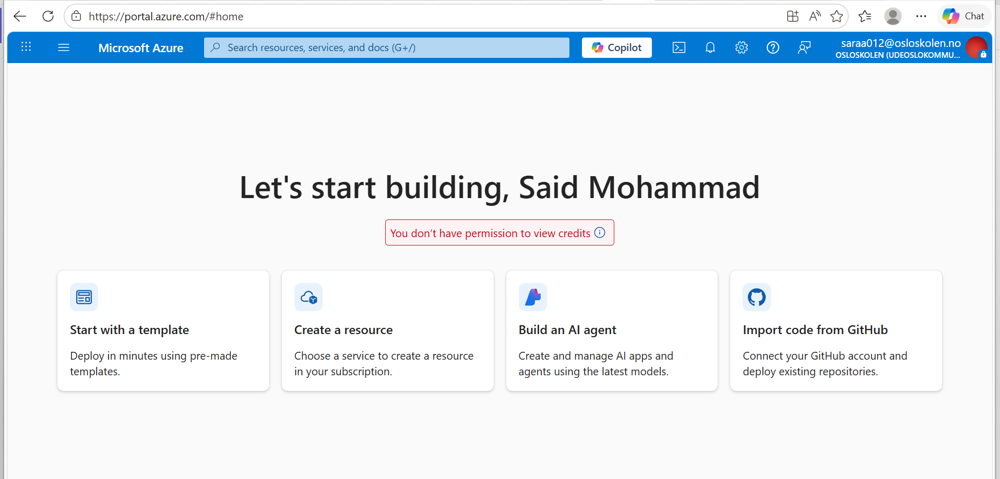 https://portal.azure.com/#home
Chat
Microsoft Azure
Search resources, services, and docs (G+/)
Copilot
saraa012@osloskolen.no
OSLOSKOLEN (UDEOSLOKOMMU...
Let's start building, Said Mohammad
You don’t have permission to view credits
Start with a template
Deploy in minutes using pre-made
templates.
Create a resource
Choose a service to create a resource
in your subscription.
Build an AI agent
Create and manage AI apps and
agents using the latest models.
Import code from GitHub
Connect your GitHub account and
deploy existing repositories.